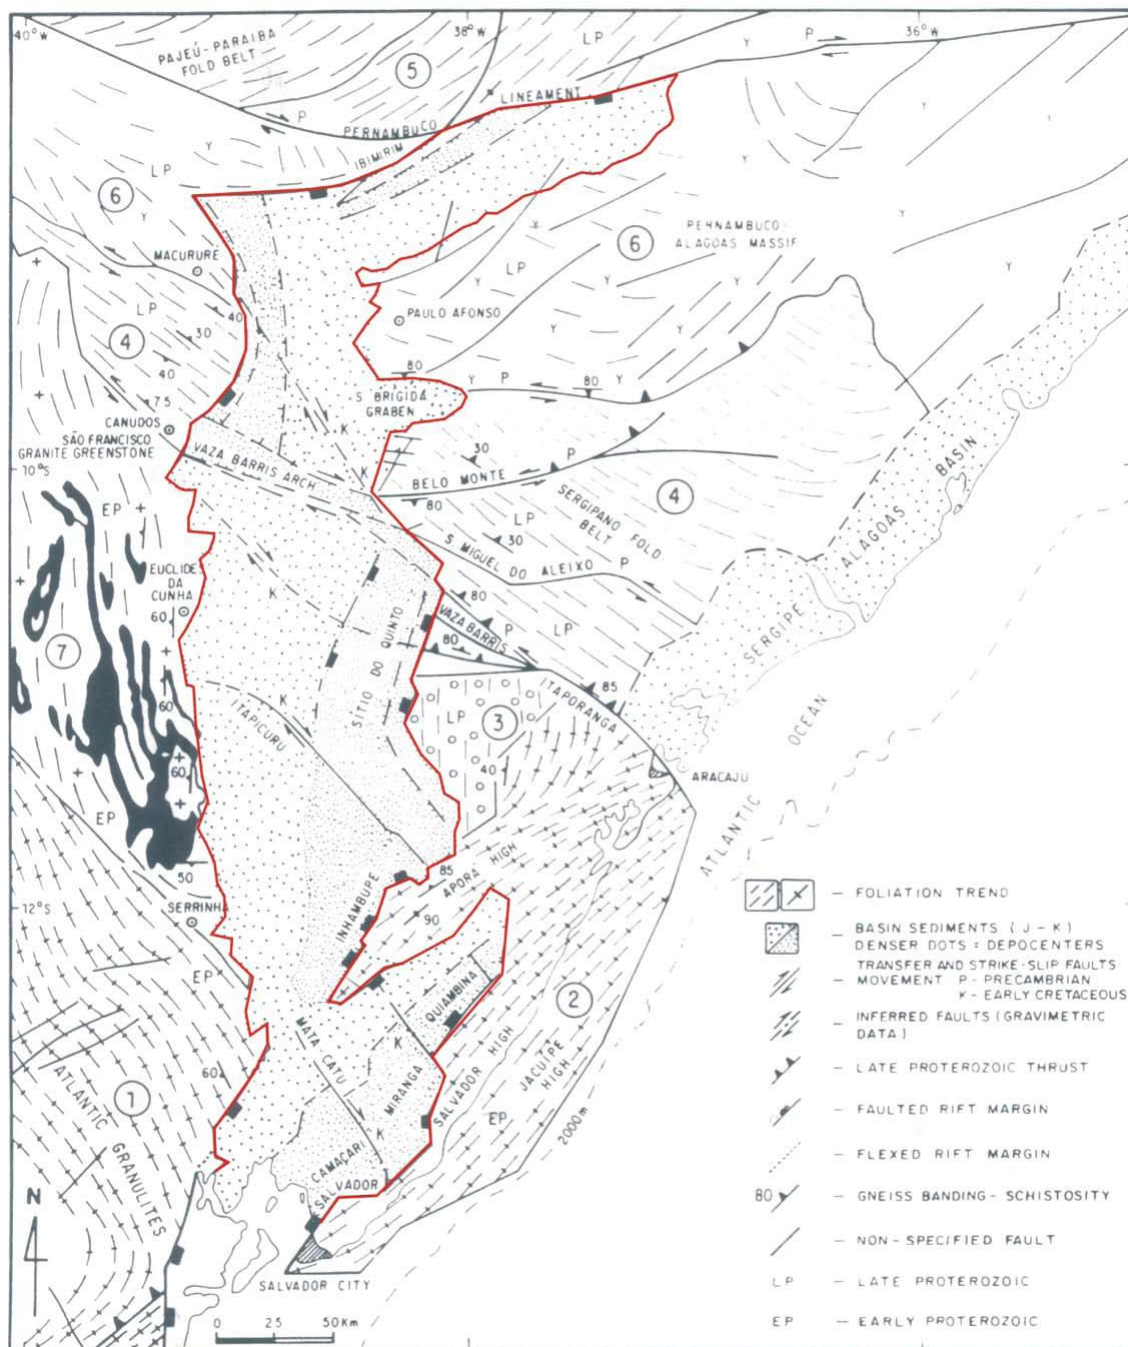 40°W
38°W
36°W
PAJEÚ-PARAIBA
FOLD BELT
5
LP
Y
P
Y
LINEAMENT
P
PERNAMBUCO
IBIMIRIM
LP
Y
Y
Y
6
Y
6
PERNAMBUCO-
ALAGOAS MASSIF
Y
LP
Y
Y
MACURURÉ
LP
40
30
4
40
75
PAULO AFONSO
Y
Y
80
Y
P
80
Y
S. BRIGIDA
GRABEN
K
CANUDOS
SÃO FRANCISCO
GRANITE GREENSTONE
10°S
VAZA BARRIS ARCH
K
30
BELO MONTE
P
80
4
LP
30
SERGIPANO FOLD
BELT
S. MIGUEL DO ALEIXO
P
SERGIPE
ALAGOAS
BASIN
EP
EUCLIDES
DA
CUNHA
60
K
80
VAZA BARRIS
P
LP
80
7
60
SÍTIO DO QUINTO
ITAPORANGA
85
ITAPICURU
K
LP
3
40
60
EP
50
ARACAJU
ATLANTIC
OCEAN
?
85
APORA HIGH
INHAMBUPE
90
12°S
SERRINHA
EP
QUIAMBINA
2
MATA CATU
K
MIRANGA
SALVADOR HIGH
JACUÍPE
HIGH
EP
2000m
60
1
ATLANTIC GRANULITES
K
CAMAÇARI
SALVADOR
N
SALVADOR CITY
0 25 50Km
– FOLIATION TREND
– BASIN SEDIMENTS (J-K)
DENSER DOTS = DEPOCENTERS
TRANSFER AND STRIKE-SLIP FAULTS
– MOVEMENT P - PRECAMBRIAN
K - EARLY CRETACEOUS
– INFERRED FAULTS (GRAVIMETRIC
DATA)
– LATE PROTEROZOIC THRUST
– FAULTED RIFT MARGIN
– FLEXED RIFT MARGIN
80 – GNEISS BANDING - SCHISTOSITY
– NON-SPECIFIED FAULT
LP – LATE PROTEROZOIC
EP – EARLY PROTEROZOIC